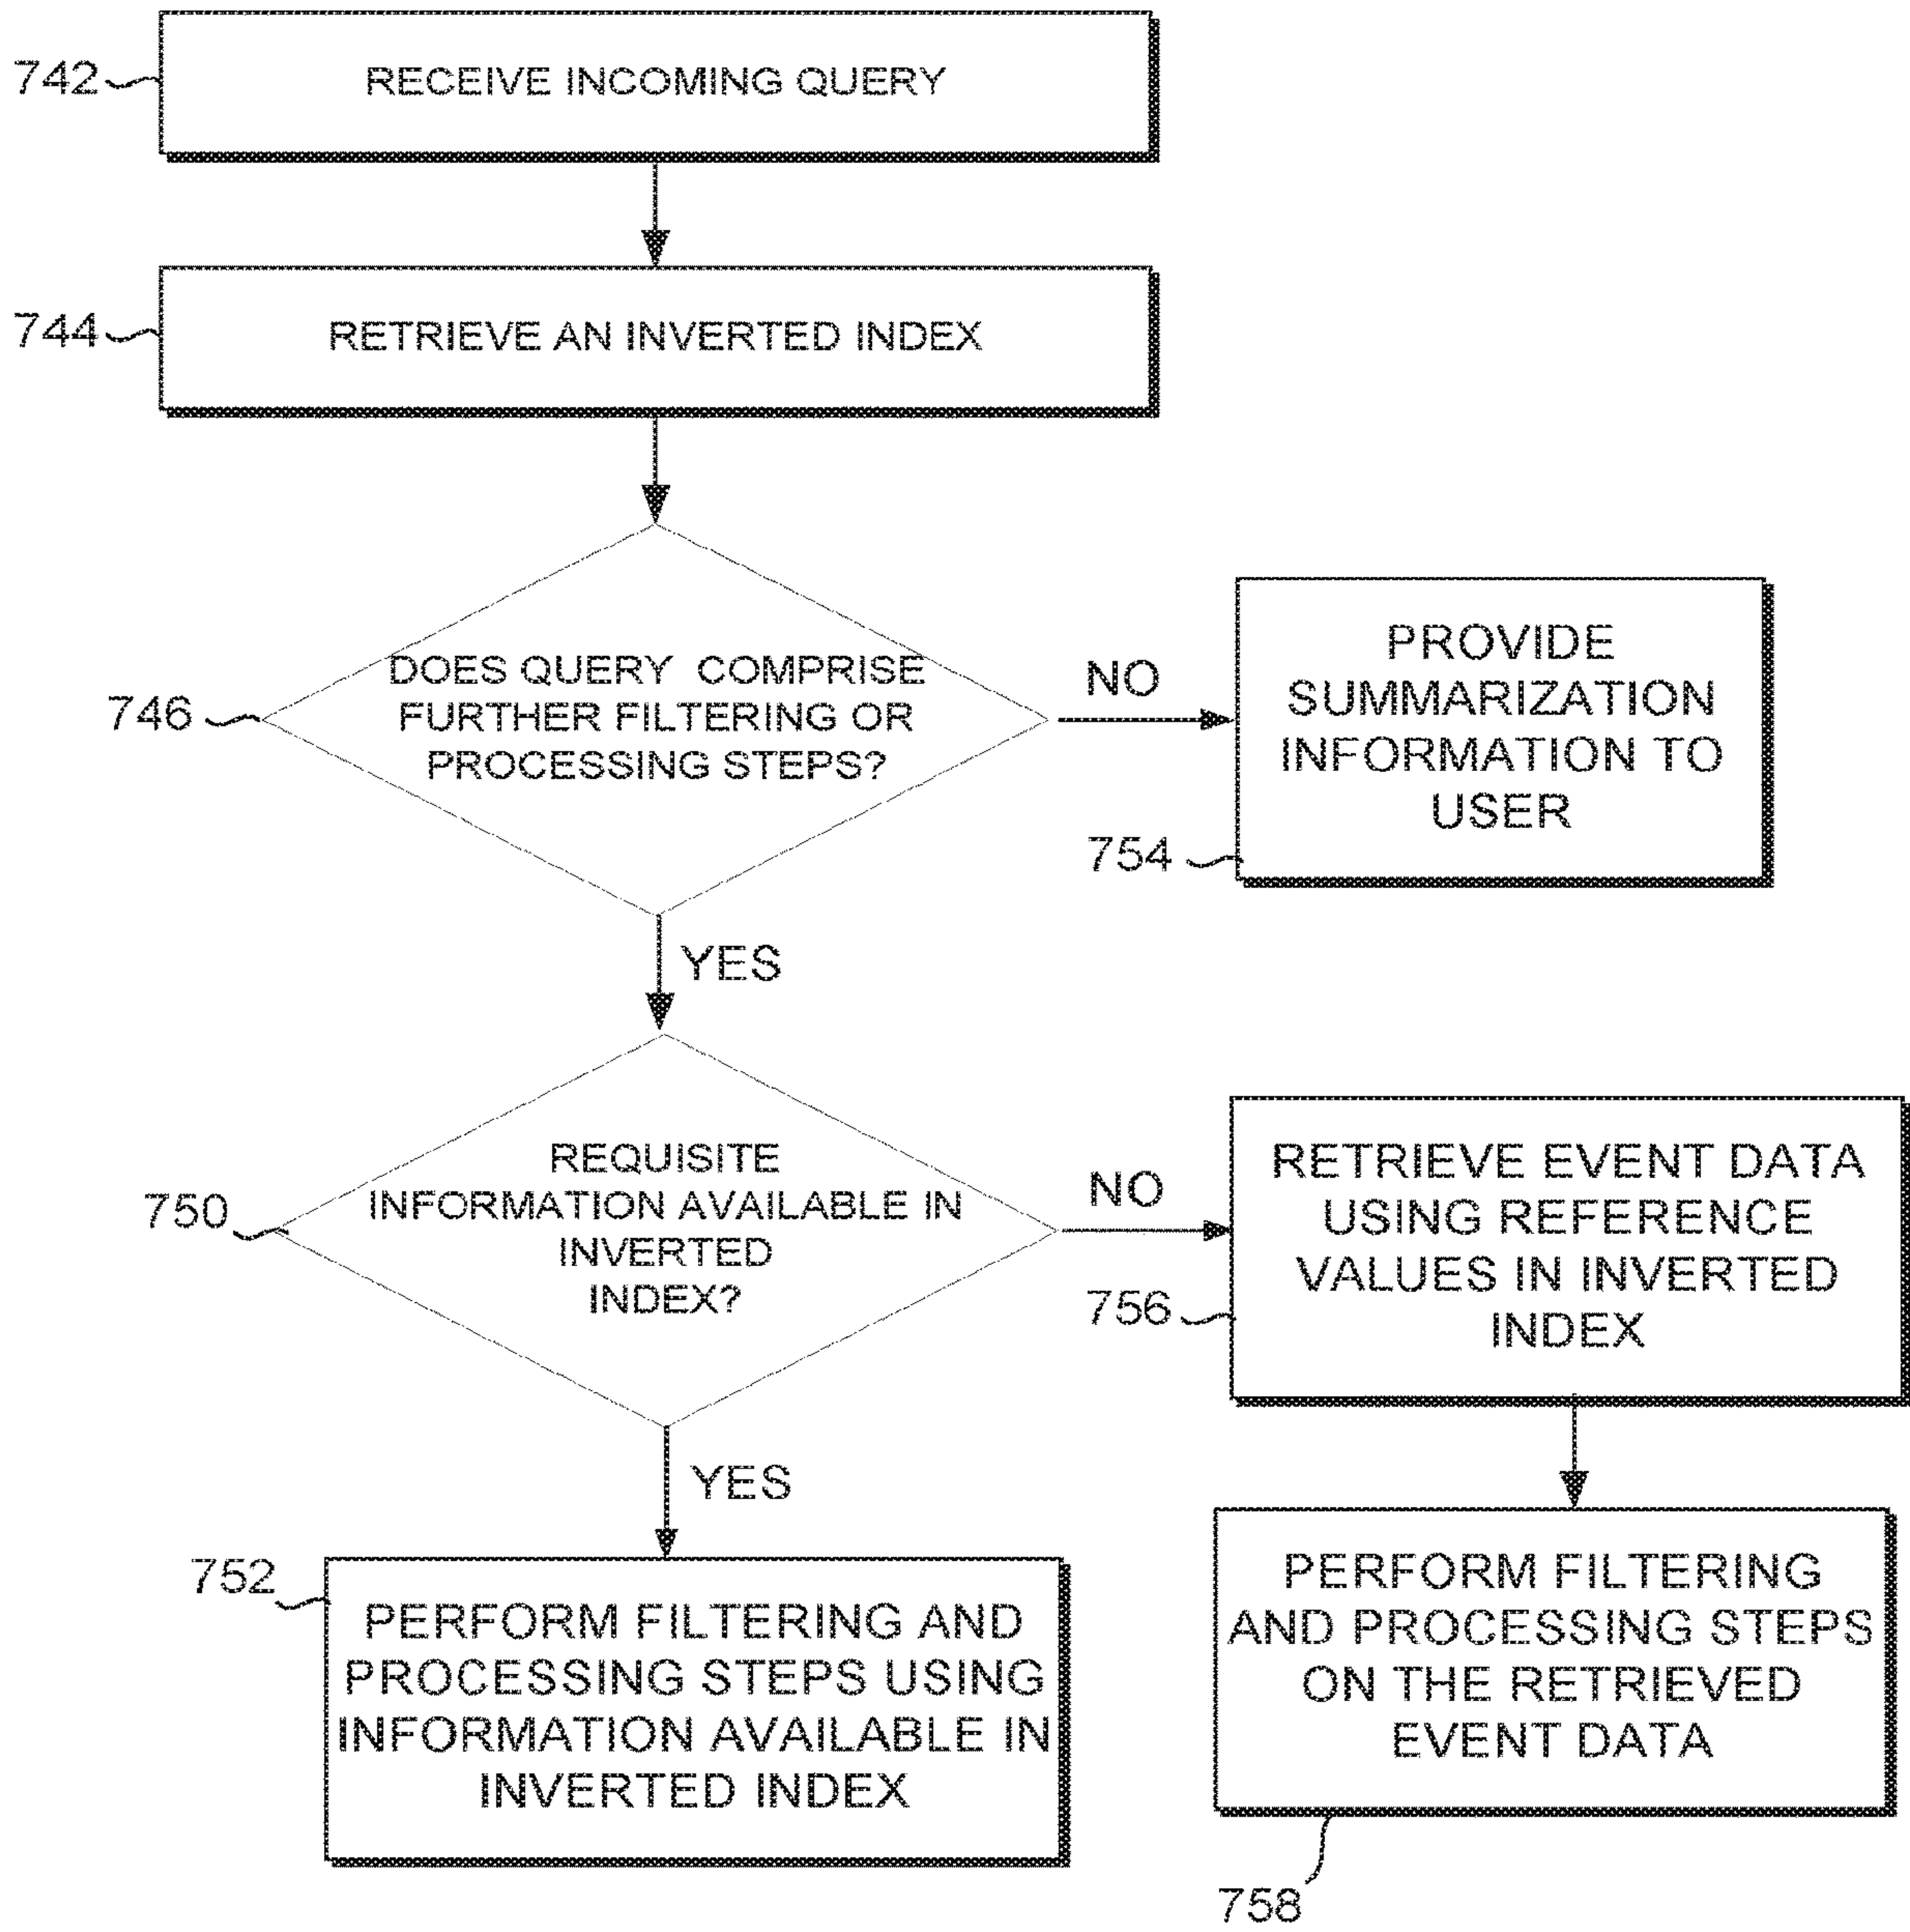 742
RECEIVE INCOMING QUERY
744
RETRIEVE AN INVERTED INDEX
746
DOES QUERY COMPRISE
FURTHER FILTERING OR
PROCESSING STEPS?
NO
PROVIDE
SUMMARIZATION
INFORMATION TO
USER
754
YES
750
REQUISITE
INFORMATION AVAILABLE IN
INVERTED
INDEX?
NO
RETRIEVE EVENT DATA
USING REFERENCE
VALUES IN INVERTED
INDEX
756
YES
752
PERFORM FILTERING AND
PROCESSING STEPS USING
INFORMATION AVAILABLE IN
INVERTED INDEX
PERFORM FILTERING
AND PROCESSING STEPS
ON THE RETRIEVED
EVENT DATA
758